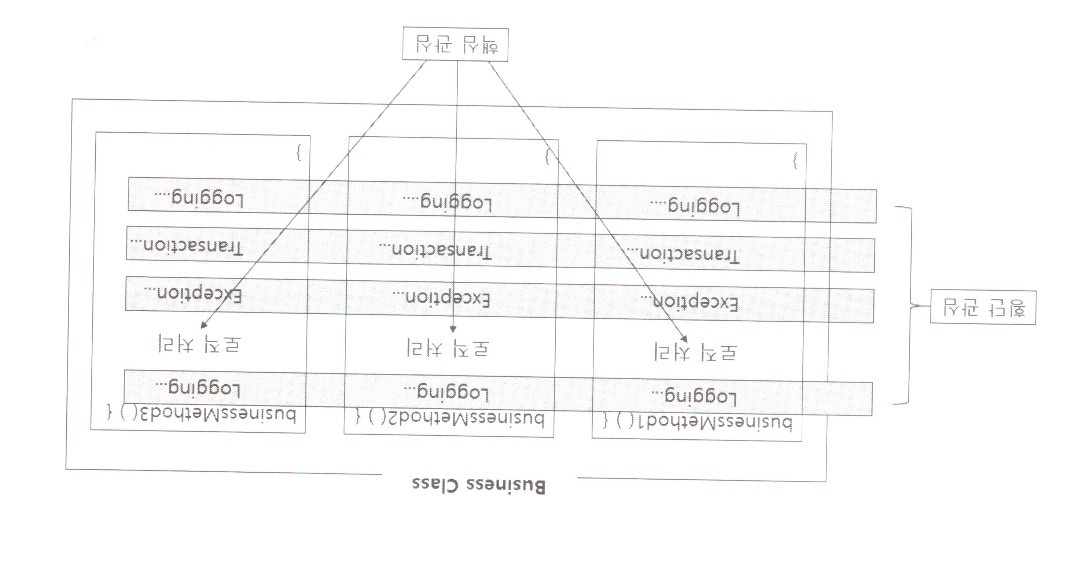 Business Class
businessMethod1( ) {
businessMethod2( ) {
businessMethod3( ) {
Logging...
Logging...
Logging...
로직 처리
로직 처리
로직 처리
횡단 관심
Exception...
Exception...
Exception...
Transaction...
Transaction...
Transaction...
Logging....
Logging....
Logging....
}
}
}
핵심 관심